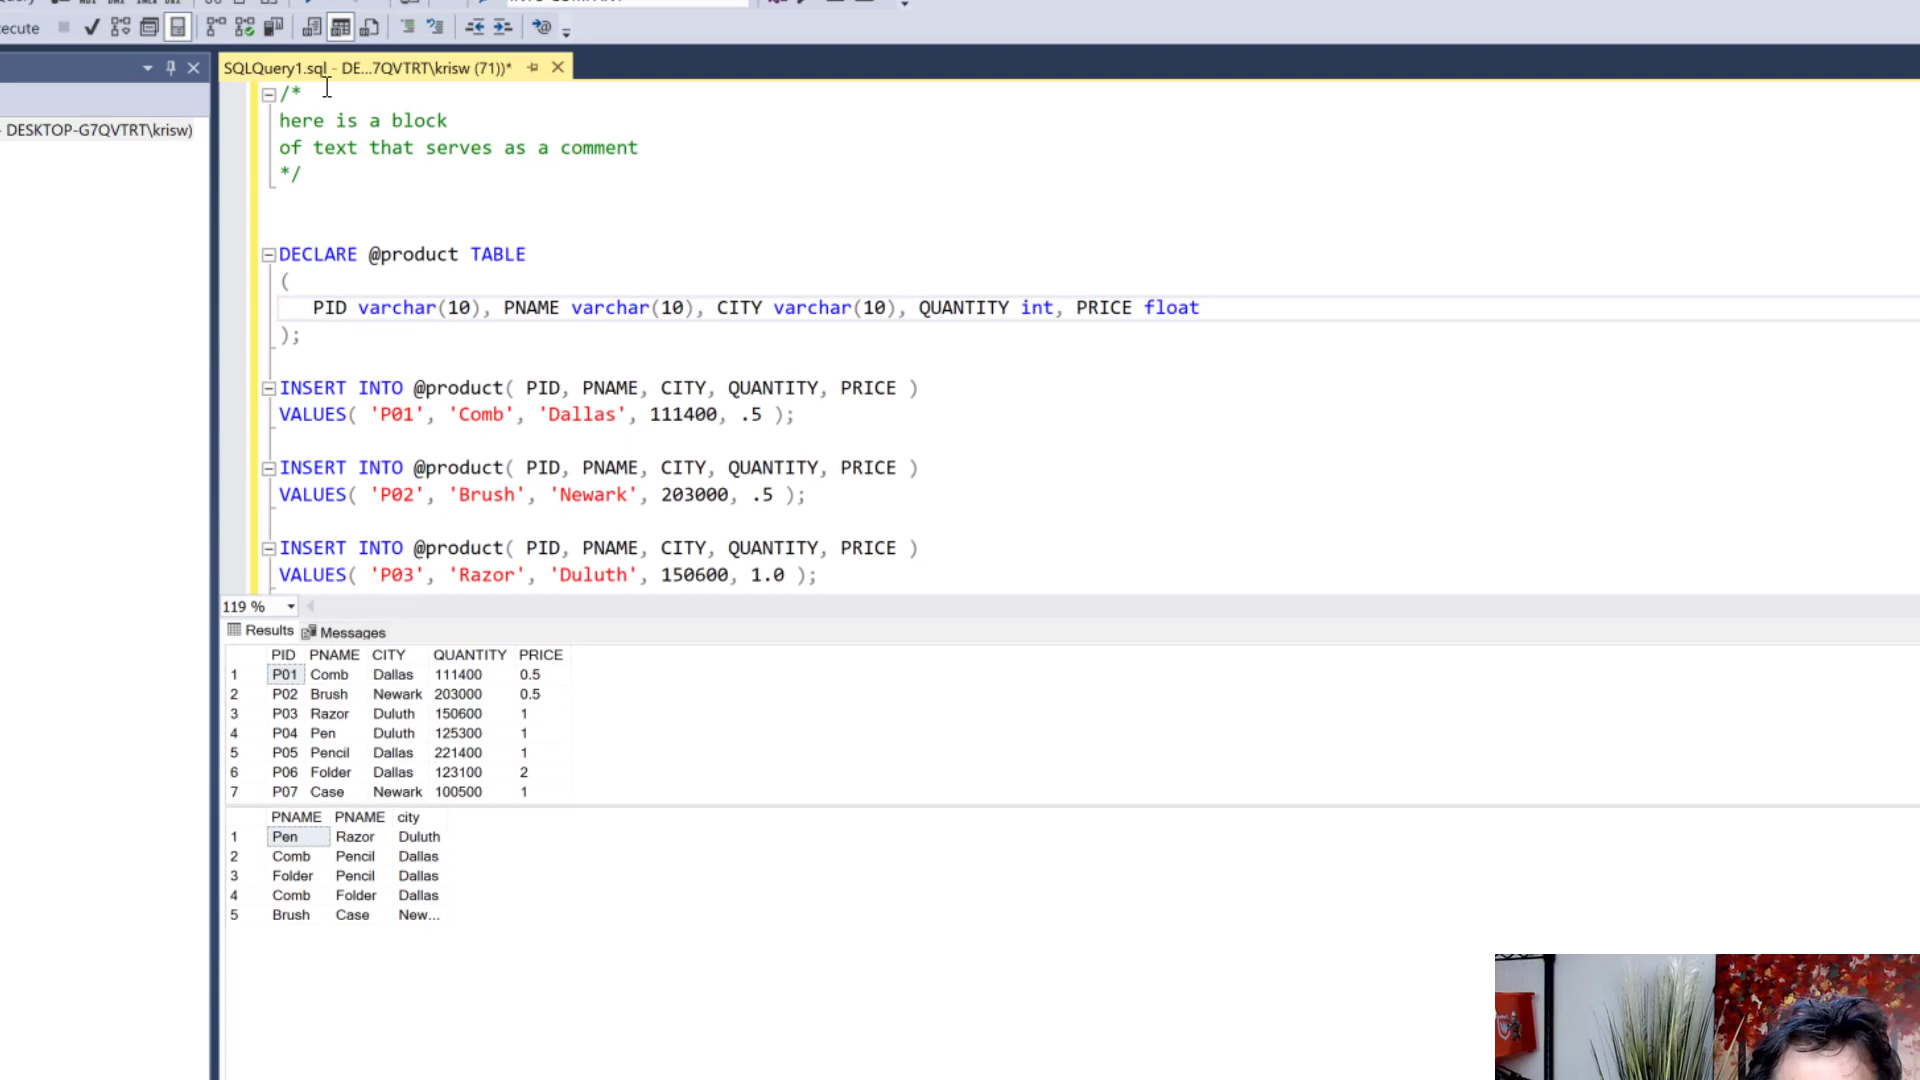 ecute
SQLQuery1.sql - DE...7QVTRT\krisw (71))*
- DESKTOP-G7QVTRT\krisw)
/*
here is a block
of text that serves as a comment
*/
DECLARE @product TABLE
(
PID varchar(10), PNAME varchar(10), CITY varchar(10), QUANTITY int, PRICE float
);
INSERT INTO @product( PID, PNAME, CITY, QUANTITY, PRICE )
VALUES( 'P01', 'Comb', 'Dallas', 111400, .5 );
INSERT INTO @product( PID, PNAME, CITY, QUANTITY, PRICE )
VALUES( 'P02', 'Brush', 'Newark', 203000, .5 );
INSERT INTO @product( PID, PNAME, CITY, QUANTITY, PRICE )
VALUES( 'P03', 'Razor', 'Duluth', 150600, 1.0 );
119 %
Results Messages
PID PNAME CITY QUANTITY PRICE
1 P01 Comb Dallas 111400 0.5
2 P02 Brush Newark 203000 0.5
3 P03 Razor Duluth 150600 1
4 P04 Pen Duluth 125300 1
5 P05 Pencil Dallas 221400 1
6 P06 Folder Dallas 123100 2
7 P07 Case Newark 100500 1
PNAME PNAME city
1 Pen Razor Duluth
2 Comb Pencil Dallas
3 Folder Pencil Dallas
4 Comb Folder Dallas
5 Brush Case New...